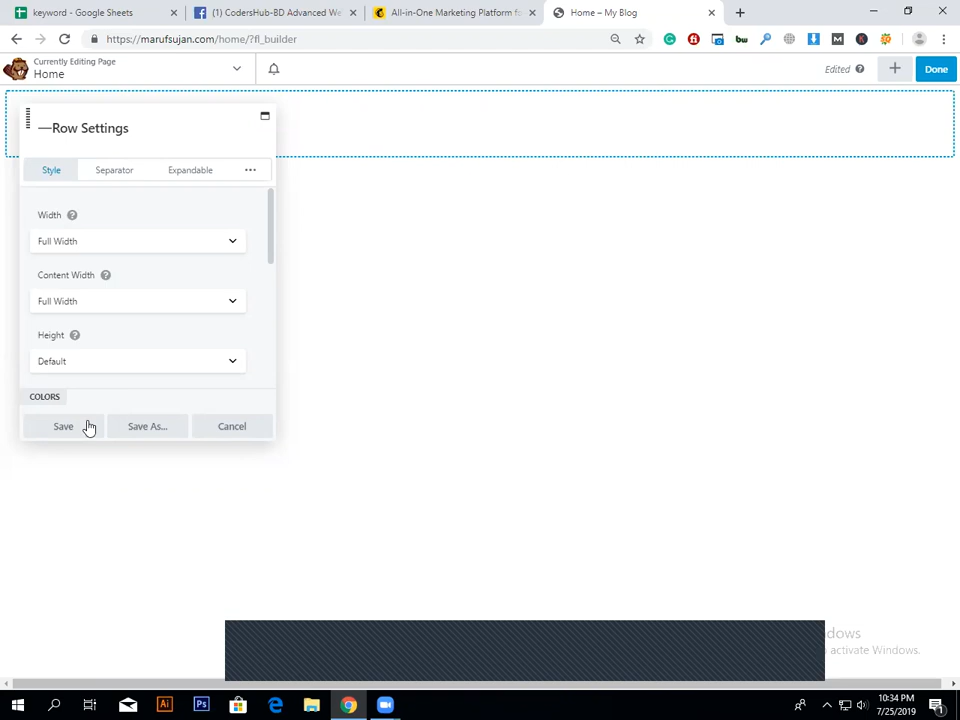 keyword - Google Sheets
(1) CodersHub-BD Advanced We
All-in-One Marketing Platform fo
Home – My Blog
https://marufsujan.com/home/?fl_builder
Currently Editing Page
Home
Edited
Done
—Row Settings
Style
Separator
Expandable
Width
Full Width
Content Width
Full Width
Height
Default
COLORS
Save
Save As...
Cancel
dows
activate Windows.
10:34 PM
7/25/2019